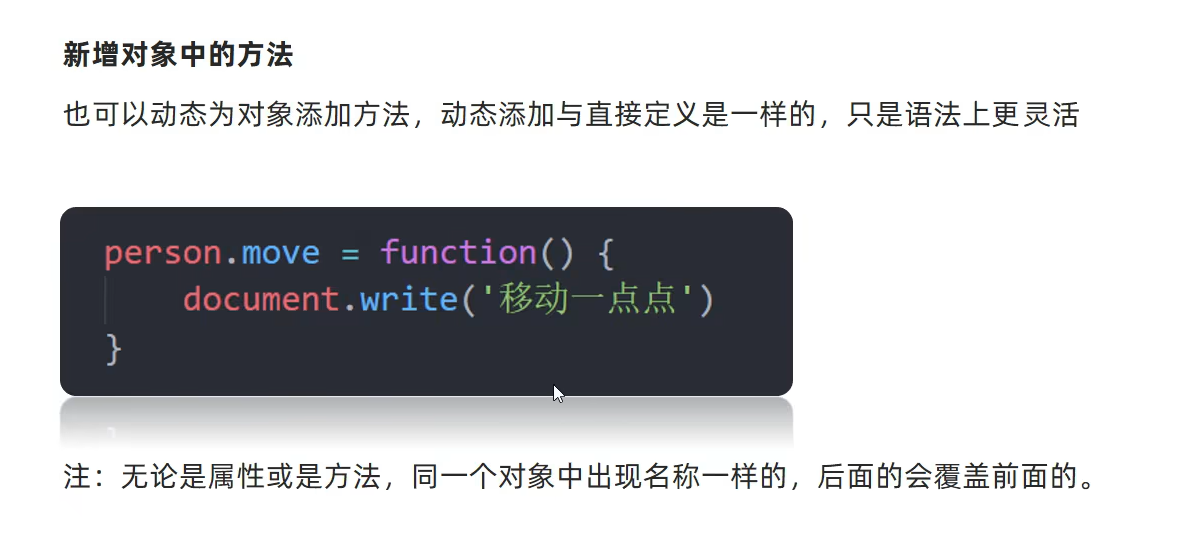 新增对象中的方法
也可以动态为对象添加方法，动态添加与直接定义是一样的，只是语法上更灵活
person.move = function() {
    document.write('移动一点点')
}
注：无论是属性或是方法，同一个对象中出现名称一样的，后面的会覆盖前面的。